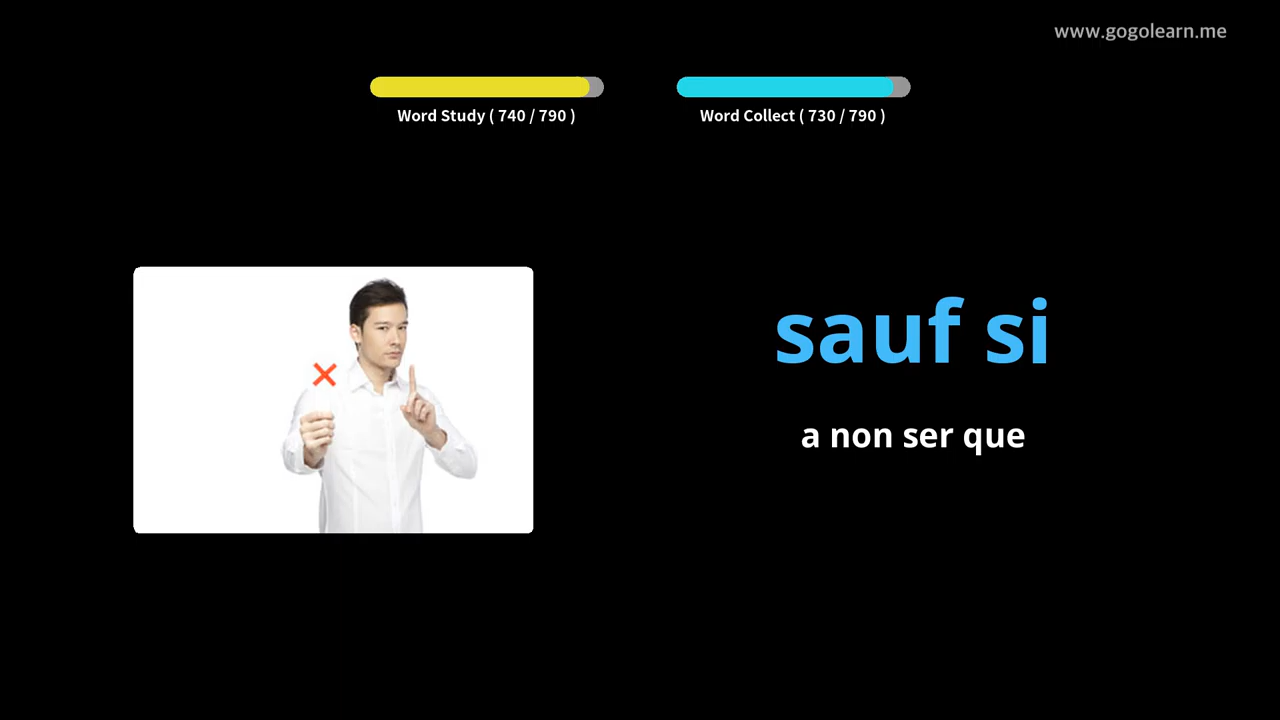 www.gogolearn.me
Word Study ( 740 / 790 )
Word Collect ( 730 / 790 )
sauf si
a non ser que